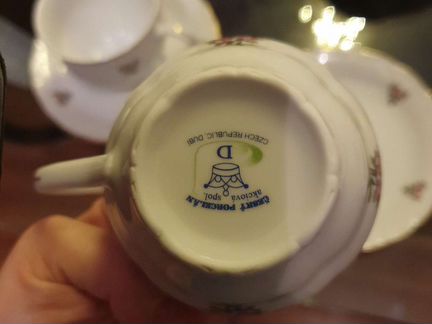 ČESKÝ PORCELÁN
akciová spol.
D
CZECH REPUBLIC, DUBÍ